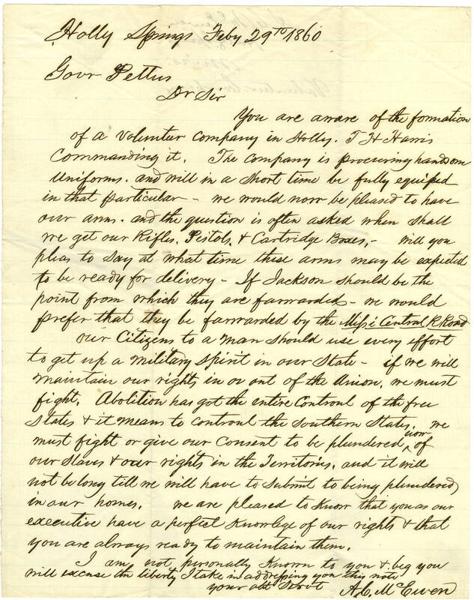 Holly Springs Feby 29th 1860
Govr Pettus
Dr Sir
You are aware of the formation
of a Volunteer Company in Holly. T H Harris
Commanding it. The company is procuring handsom
Uniforms. and will in a short time be fully equiped
in that particular - we would now be pleased to have
our arms. and the question is often asked when shall
we get our Rifles, Pistols, & Cartridge Boxes,- will you
pleas to say at what time these arms may be expected
to be ready for delivery - If Jackson should be the
point from which they are farwarded - we would
prefer that they be farwarded by the Missi Central R. Road
our Citizens to a man should use every effort
to get up a military spirit in our State - if we will
maintain our rights, in or out of the Union, we must
fight. Abolition has got the entire Controul of the free
States & it means to controul the Southern States. we
must fight or give our Consent to be plundered now of
our Slaves & our rights in the Territoris, and it will
not be long till we will have to submit to being plundered
in our homes. we are pleased to know that you as our
executive have a perfect Knowlege of our rights & that
you are always ready to maintain them.
I am not personally Known to you & beg you
will excuse the liberty I take in addressing you this note
your obt Servt A. C. McEwen